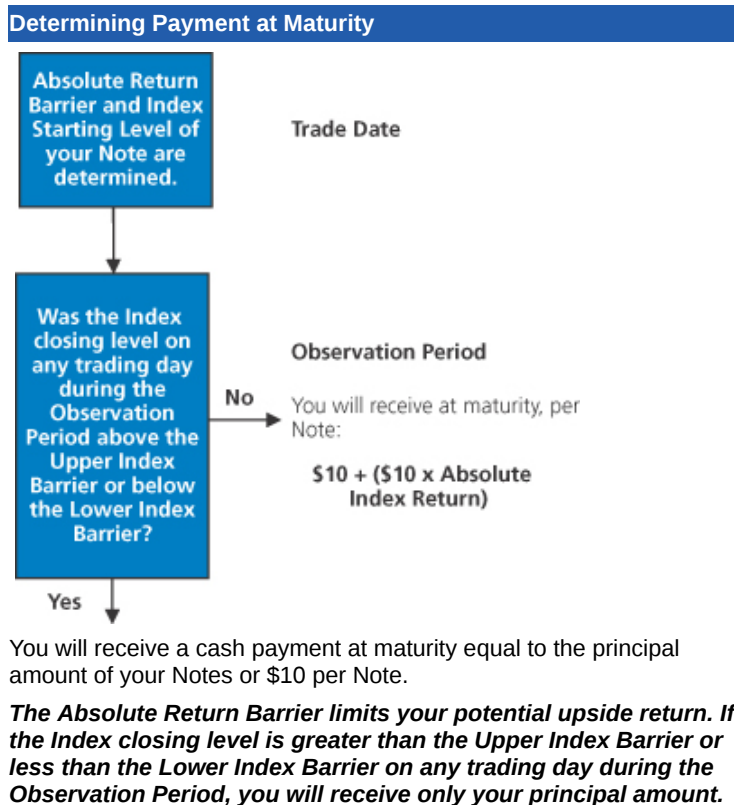 Determining Payment at Maturity
Absolute Return
Barrier and Index
Starting Level of
your Note are
determined.
Trade Date
Was the Index
closing level on
any trading day
during the
Observation
Period above the
Upper Index
Barrier or below
the Lower Index
Barrier?
No
Observation Period
You will receive at maturity, per
Note:
$10 + ($10 x Absolute
Index Return)
Yes
You will receive a cash payment at maturity equal to the principal
amount of your Notes or $10 per Note.
The Absolute Return Barrier limits your potential upside return. If
the Index closing level is greater than the Upper Index Barrier or
less than the Lower Index Barrier on any trading day during the
Observation Period, you will receive only your principal amount.